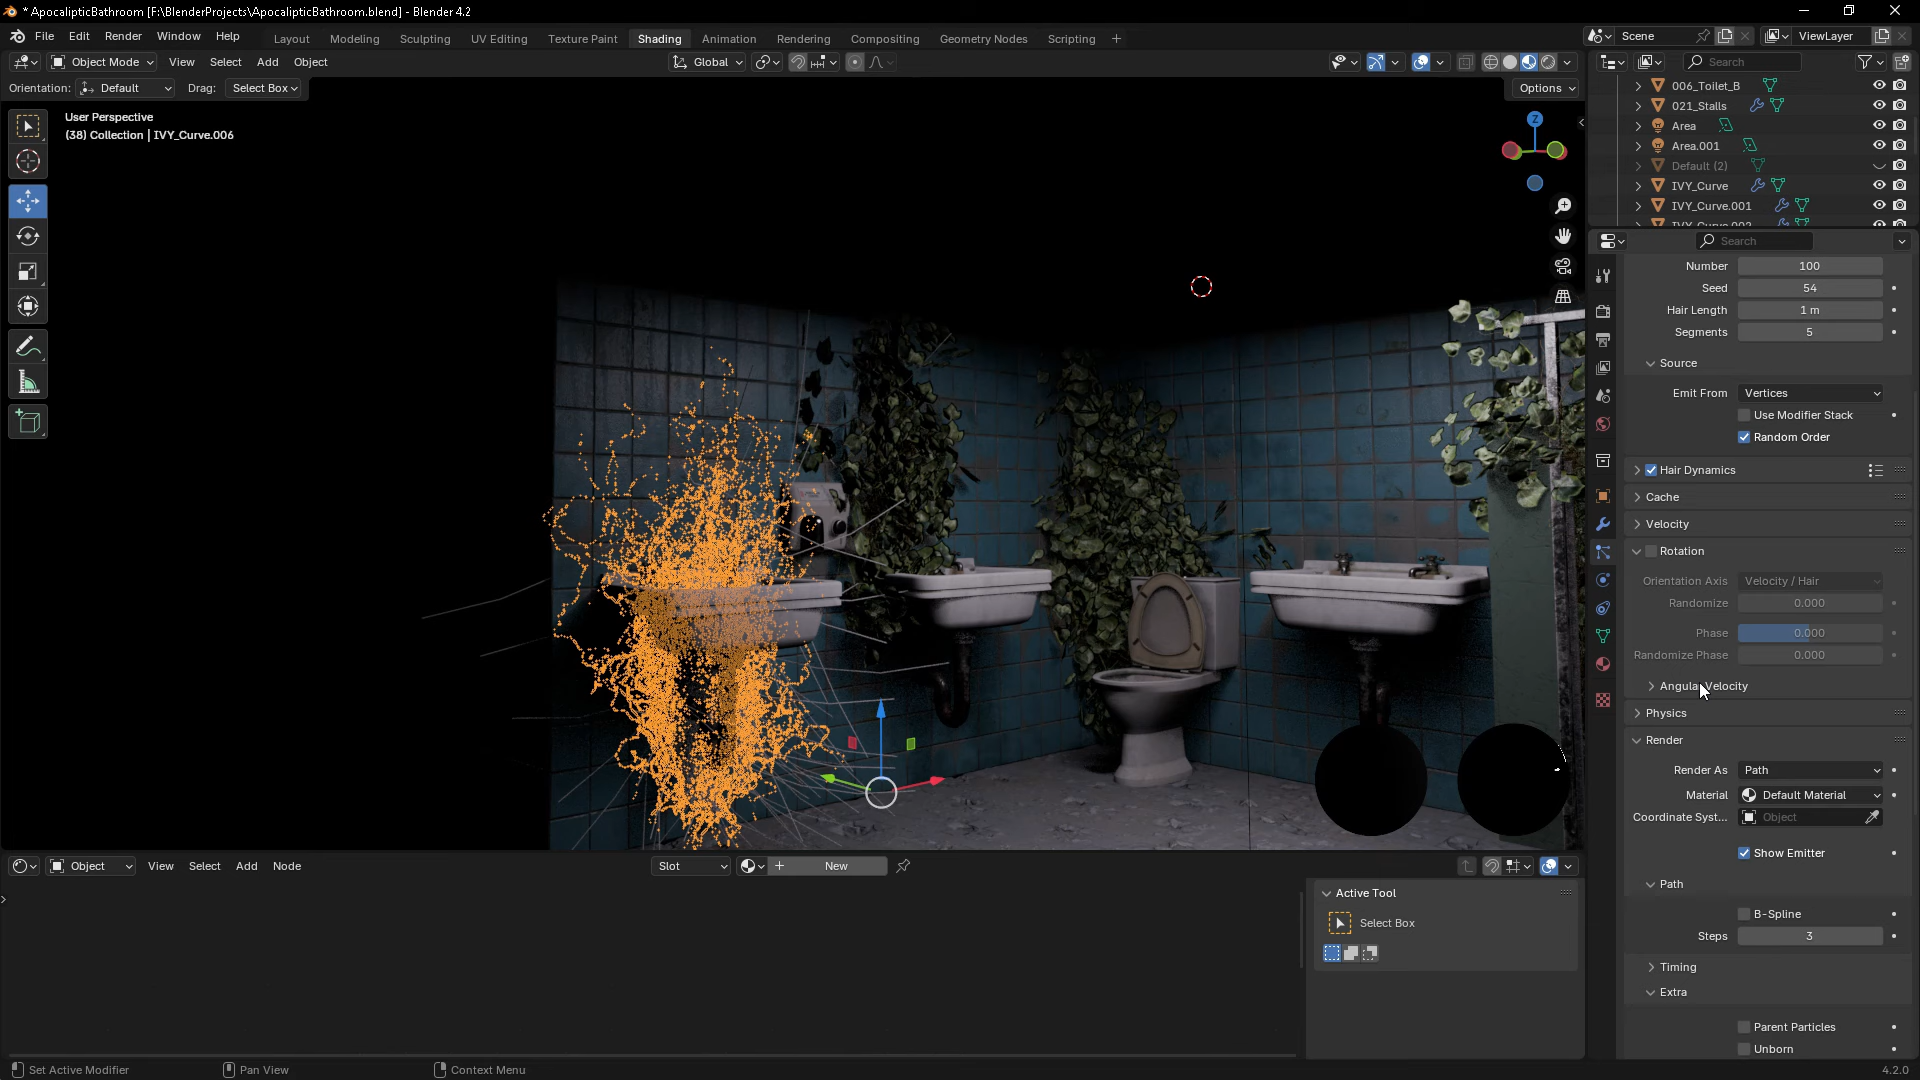 * ApocalipticBathroom [F:\BlenderProjects\ApocalipticBathroom.blend] - Blender 4.2
File Edit Render Window Help
Layout Modeling Sculpting UV Editing Texture Paint Shading Animation Rendering Compositing Geometry Nodes Scripting +
Scene
ViewLayer
Object Mode View Select Add Object
Global
Search
Orientation: Default Drag: Select Box
Options
User Perspective
(38) Collection | IVY_Curve.006
Z
006_Toilet_B
021_Stalls
Area
Area.001
Default (2)
IVY_Curve
IVY_Curve.001
IVY_Curve.002
Search
Number 100
Seed 54
Hair Length 1 m
Segments 5
Source
Emit From Vertices
Use Modifier Stack
Random Order
Hair Dynamics
Cache
Velocity
Rotation
Orientation Axis Velocity / Hair
Randomize 0.000
Phase 0.000
Randomize Phase 0.000
Angular Velocity
Physics
Render
Render As Path
Material Default Material
Coordinate Syst... Object
Show Emitter
Path
B-Spline
Steps 3
Timing
Extra
Parent Particles
Unborn
Object View Select Add Node
Slot
New
Active Tool
Select Box
Set Active Modifier
Pan View
Context Menu
4.2.0